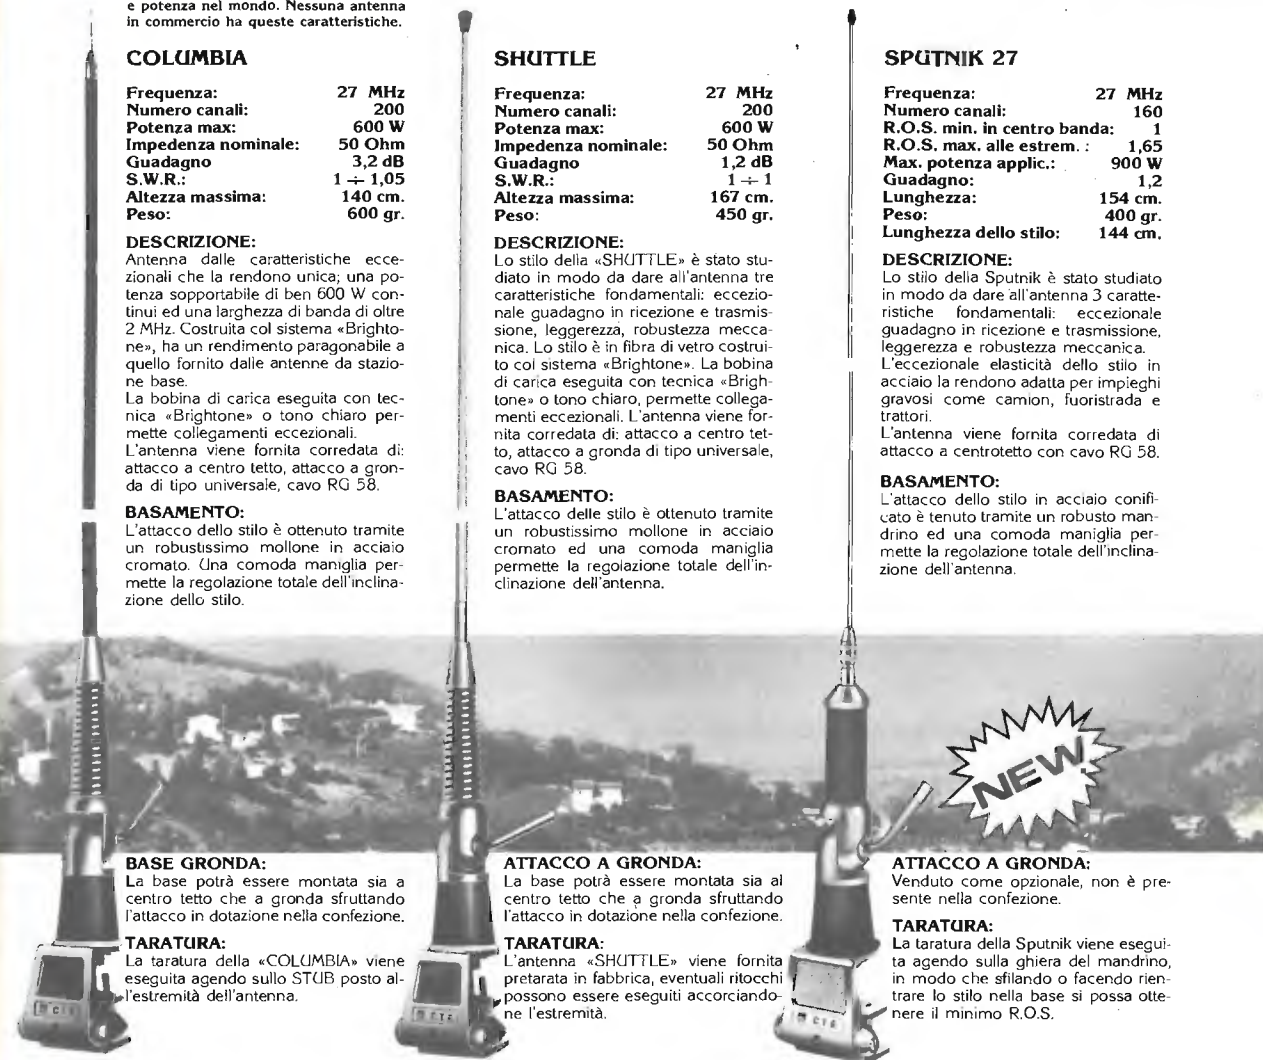 e potenza nel mondo. Nessuna antenna
in commercio ha queste caratteristiche.
COLUMBIA
Frequenza: 27 MHz
Numero canali: 200
Potenza max: 600 W
Impedenza nominale: 50 Ohm
Guadagno 3,2 dB
S.W.R.: 1 ÷ 1,05
Altezza massima: 140 cm.
Peso: 600 gr.
DESCRIZIONE:
Antenna dalle caratteristiche ecce-
zionali che la rendono unica; una po-
tenza sopportabile di ben 600 W con-
tinui ed una larghezza di banda di oltre
2 MHz. Costruita col sistema «Brighto-
ne», ha un rendimento paragonabile a
quello fornito dalle antenne da stazio-
ne base.
La bobina di carica eseguita con tec-
nica «Brightone» o tono chiaro per-
mette collegamenti eccezionali.
L'antenna viene fornita corredata di:
attacco a centro tetto, attacco a gron-
da di tipo universale, cavo RG 58.
BASAMENTO:
L'attacco dello stilo è ottenuto tramite
un robustissimo mollone in acciaio
cromato. Una comoda maniglia per-
mette la regolazione totale dell'inclina-
zione dello stilo.
BASE GRONDA:
La base potrà essere montata sia a
centro tetto che a gronda sfruttando
l'attacco in dotazione nella confezione.
TARATURA:
La taratura della «COLUMBIA» viene
eseguita agendo sullo STUB posto al-
l'estremità dell'antenna.
SHUTTLE
Frequenza: 27 MHz
Numero canali: 200
Potenza max: 600 W
Impedenza nominale: 50 Ohm
Guadagno 1,2 dB
S.W.R.: 1 ÷ 1
Altezza massima: 167 cm.
Peso: 450 gr.
DESCRIZIONE:
Lo stilo della «SHUTTLE» è stato stu-
diato in modo da dare all'antenna tre
caratteristiche fondamentali: eccezio-
nale guadagno in ricezione e trasmis-
sione, leggerezza, robustezza mecca-
nica. Lo stilo è in fibra di vetro costrui-
to col sistema «Brightone». La bobina
di carica eseguita con tecnica «Brigh-
tone» o tono chiaro, permette collega-
menti eccezionali. L'antenna viene for-
nita corredata di: attacco a centro tet-
to, attacco a gronda di tipo universale,
cavo RG 58.
BASAMENTO:
L'attacco delle stilo è ottenuto tramite
un robustissimo mollone in acciaio
cromato ed una comoda maniglia
permette la regolazione totale dell'in-
clinazione dell'antenna.
ATTACCO A GRONDA:
La base potrà essere montata sia al
centro tetto che a gronda sfruttando
l'attacco in dotazione nella confezione.
TARATURA:
L'antenna «SHUTTLE» viene fornita
pretarata in fabbrica, eventuali ritocchi
possono essere eseguiti accorciando-
ne l'estremità.
SPUTNIK 27
Frequenza: 27 MHz
Numero canali: 160
R.O.S. min. in centro banda: 1
R.O.S. max. alle estrem. : 1,65
Max. potenza applic.: 900 W
Guadagno: 1,2
Lunghezza: 154 cm.
Peso: 400 gr.
Lunghezza dello stilo: 144 cm.
DESCRIZIONE:
Lo stilo della Sputnik è stato studiato
in modo da dare all'antenna 3 caratte-
ristiche fondamentali: eccezionale
guadagno in ricezione e trasmissione,
leggerezza e robustezza meccanica.
L'eccezionale elasticità dello stilo in
acciaio la rendono adatta per impieghi
gravosi come camion, fuoristrada e
trattori.
L'antenna viene fornita corredata di
attacco a centrotetto con cavo RG 58.
BASAMENTO:
L'attacco dello stilo in acciaio conifi-
cato è tenuto tramite un robusto man-
drino ed una comoda maniglia per-
mette la regolazione totale dell'inclina-
zione dell'antenna.
NEW
ATTACCO A GRONDA:
Venduto come opzionale, non è pre-
sente nella confezione.
TARATURA:
La taratura della Sputnik viene esegui-
ta agendo sulla ghiera del mandrino,
in modo che sfilando o facendo rien-
trare lo stilo nella base si possa otte-
nere il minimo R.O.S.
CTE
CTE
CTE